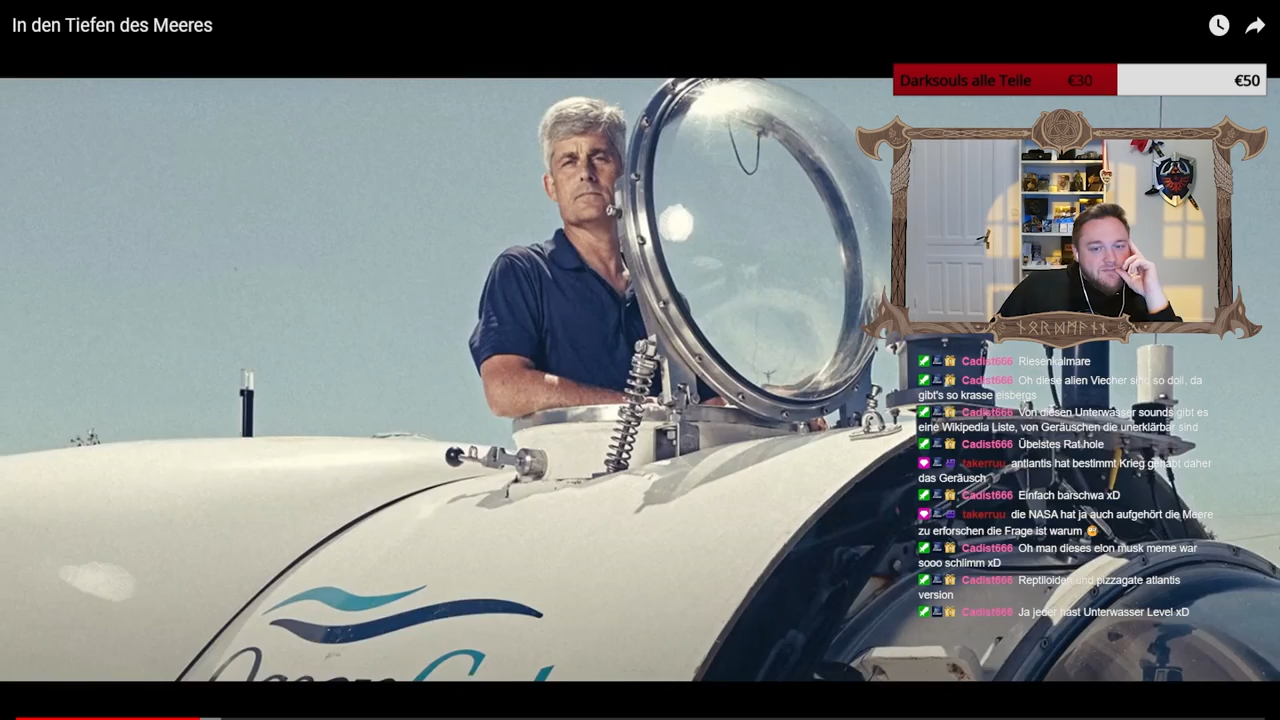 In den Tiefen des Meeres
Darksouls alle Teile €30 €50
ᚾᛟᚱᛞᛗᚨᚾᚾ
Cadist666 Riesenkalmare
Cadist666 Oh diese alien Viecher sind so doll, da
gibt's so krasse eisbergs
Cadist666 Von diesen Unterwasser sounds gibt es
eine Wikipedia Liste, von Geräuschen die unerklärbar sind
Cadist666 Übelstes Rat hole
takerruu antlantis hat bestimmt Krieg gehabt daher
das Geräusch
Cadist666 Einfach barschwa xD
takerruu die NASA hat ja auch aufgehört die Meere
zu erforschen die Frage ist warum
Cadist666 Oh man dieses elon musk meme war
sooo schlimm xD
Cadist666 Reptiloiden und pizzagate atlantis
version
Cadist666 Ja jeder hast Unterwasser Level xD